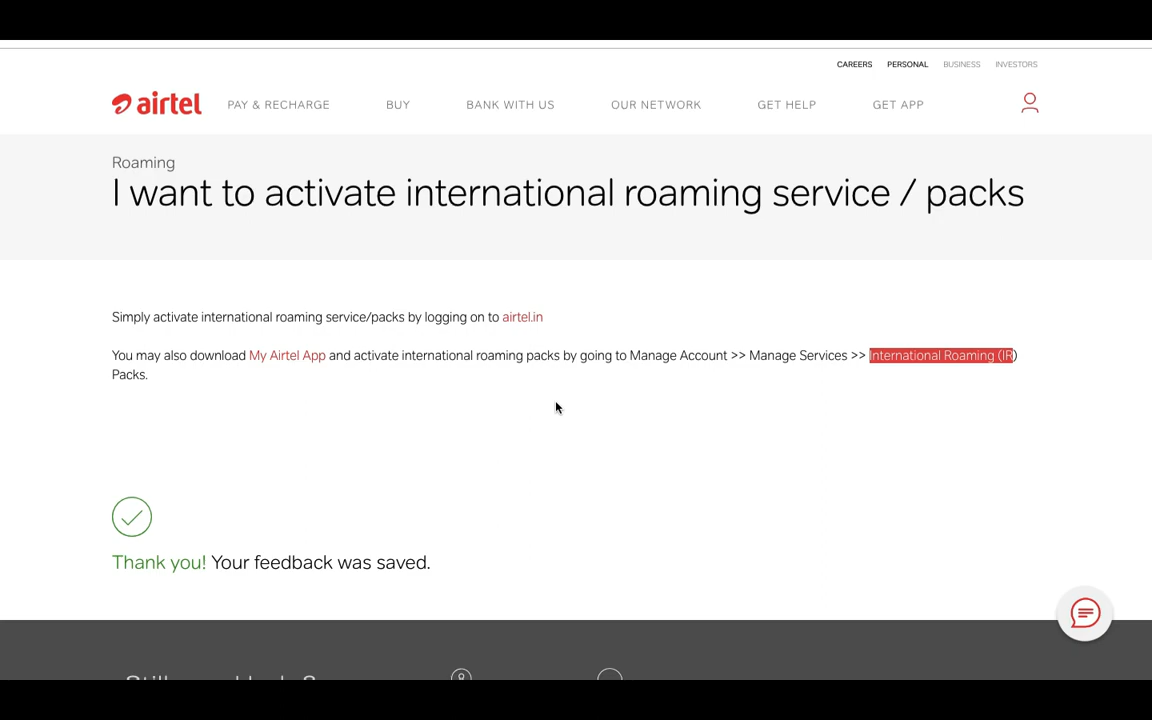 CAREERS PERSONAL BUSINESS INVESTORS
airtel PAY & RECHARGE BUY BANK WITH US OUR NETWORK GET HELP GET APP
Roaming
I want to activate international roaming service / packs
Simply activate international roaming service/packs by logging on to airtel.in
You may also download My Airtel App and activate international roaming packs by going to Manage Account >> Manage Services >> International Roaming (IR)
Packs.
Thank you! Your feedback was saved.